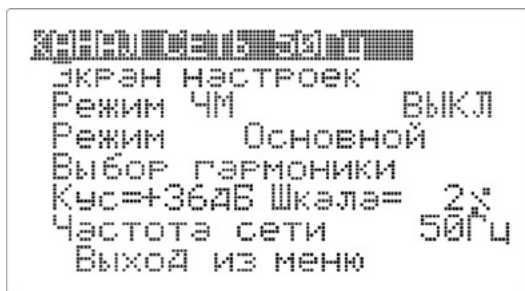 КАНАЛ СЕТЬ 50Гц
Экран настроек
Режим ЧМ ВЫКЛ
Режим Основной
Выбор гармоники
Кус=+36дБ Шкала= 2х
Частота сети 50Гц
Выход из меню